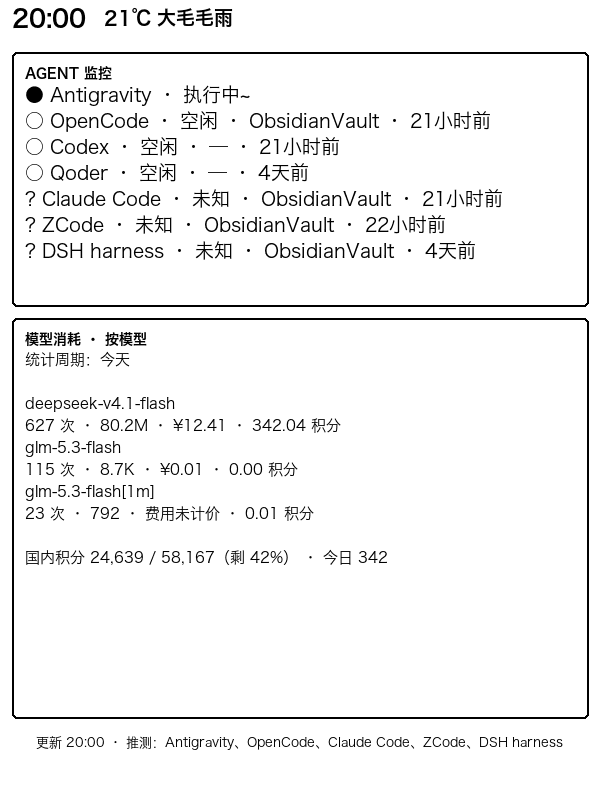 20:00 21℃ 大毛毛雨
AGENT 监控
● Antigravity · 执行中~
○ OpenCode · 空闲 · ObsidianVault · 21小时前
○ Codex · 空闲 · — · 21小时前
○ Qoder · 空闲 · — · 4天前
? Claude Code · 未知 · ObsidianVault · 21小时前
? ZCode · 未知 · ObsidianVault · 22小时前
? DSH harness · 未知 · ObsidianVault · 4天前
模型消耗 · 按模型
统计周期：今天
deepseek-v4.1-flash
627 次 · 80.2M · ¥12.41 · 342.04 积分
glm-5.3-flash
115 次 · 8.7K · ¥0.01 · 0.00 积分
glm-5.3-flash[1m]
23 次 · 792 · 费用未计价 · 0.01 积分
国内积分 24,639 / 58,167（剩 42%） · 今日 342
更新 20:00 · 推测：Antigravity、OpenCode、Claude Code、ZCode、DSH harness